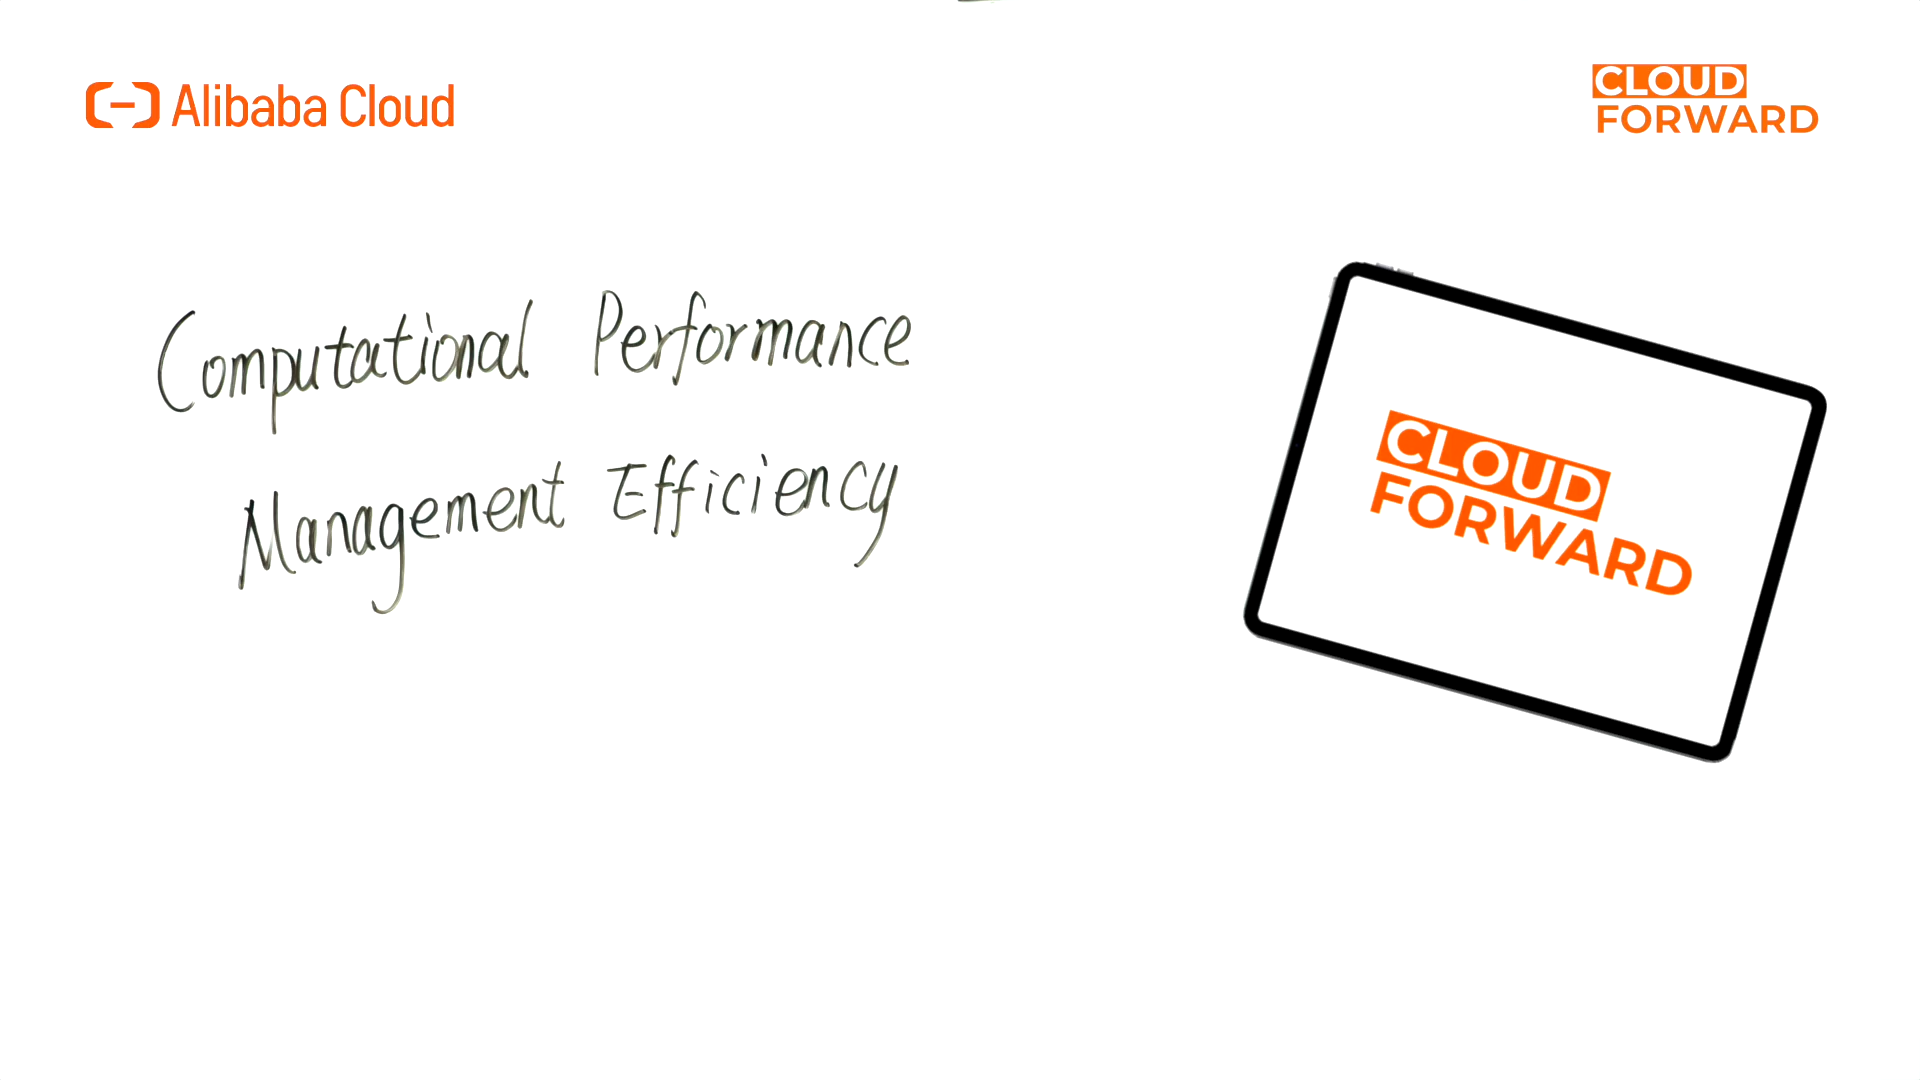 Alibaba Cloud
CLOUD
FORWARD
Computational Performance
Management Efficiency
CLOUD
FORWARD